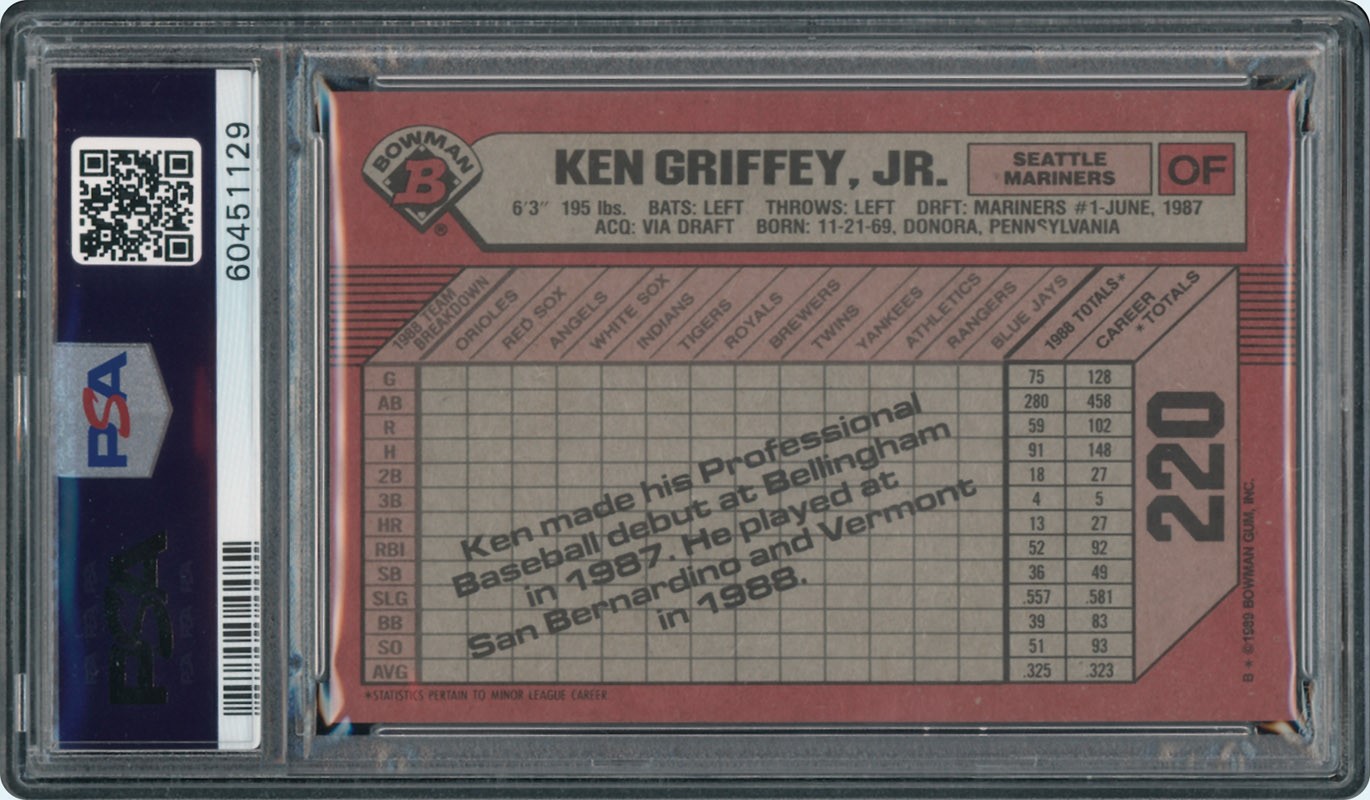 60451129
PSA
PSA
BOWMAN
B
®
KEN GRIFFEY, JR.
SEATTLE
MARINERS
OF
6'3" 195 lbs. BATS: LEFT THROWS: LEFT DRFT: MARINERS #1-JUNE, 1987
ACQ: VIA DRAFT BORN: 11-21-69, DONORA, PENNSYLVANIA
1988 TEAM
BREAKDOWN
ORIOLES
RED SOX
ANGELS
WHITE SOX
INDIANS
TIGERS
ROYALS
BREWERS
TWINS
YANKEES
ATHLETICS
RANGERS
BLUE JAYS
1988 TOTALS*
CAREER
*TOTALS
G 75 128
AB 280 458
R 59 102
H 91 148
2B 18 27
3B 4 5
HR 13 27
RBI 52 92
SB 36 49
SLG .557 .581
BB 39 83
SO 51 93
AVG .325 .323
Ken made his Professional
Baseball debut at Bellingham
in 1987. He played at
San Bernardino and Vermont
in 1988.
220
*STATISTICS PERTAIN TO MINOR LEAGUE CAREER
B * ©1989 BOWMAN GUM, INC.